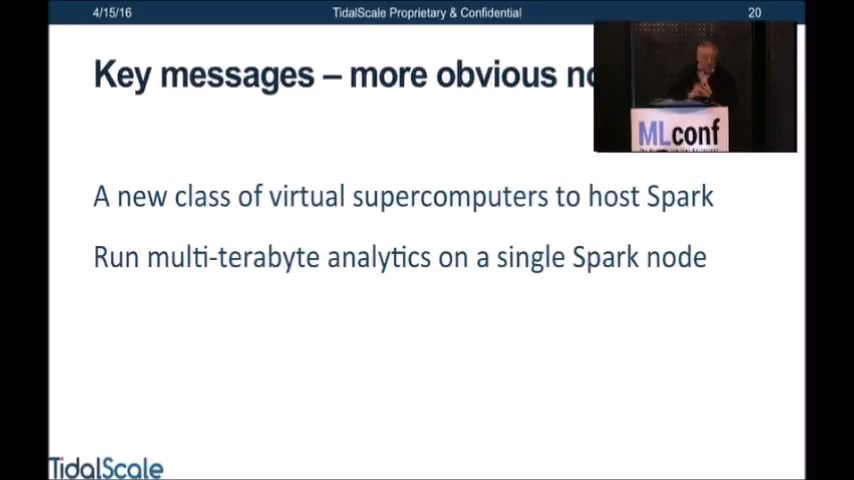 4/15/16 TidalScale Proprietary & Confidential 20
Key messages – more obvious
MLconf
A new class of virtual supercomputers to host Spark
Run multi-terabyte analytics on a single Spark node
TidalScale